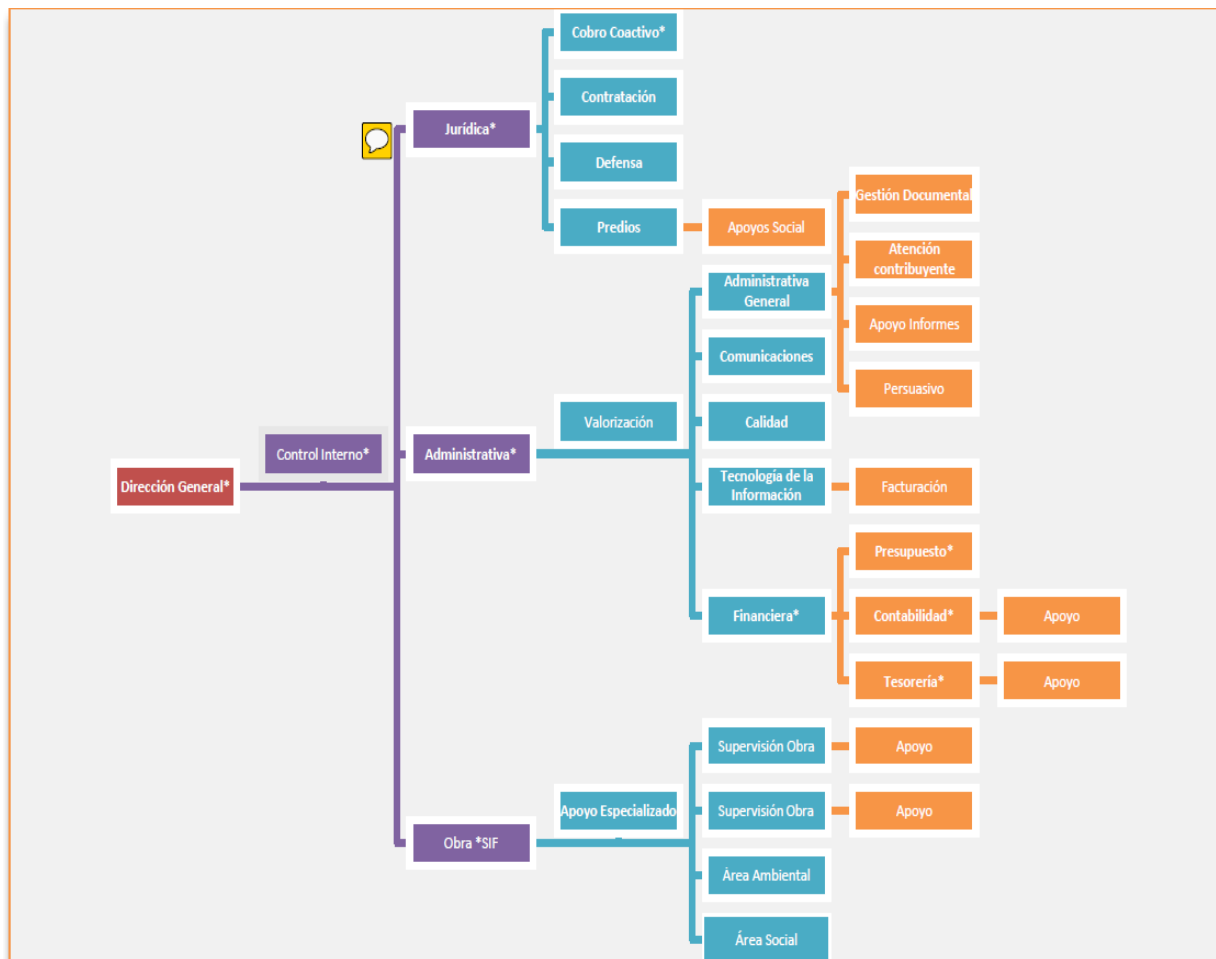 Cobro Coactivo*
Contratación
Jurídica*
Defensa
Gestión Documental
Predios
Apoyos Social
Atención
contribuyente
Administrativa
General
Apoyo Informes
Comunicaciones
Persuasivo
Valorización
Calidad
Control Interno*
Administrativa*
Dirección General*
Tecnología de la
Información
Facturación
Presupuesto*
Financiera*
Contabilidad*
Apoyo
Tesorería*
Apoyo
Supervisión Obra
Apoyo
Apoyo Especializado
Supervisión Obra
Apoyo
Obra *SIF
Área Ambiental
Área Social